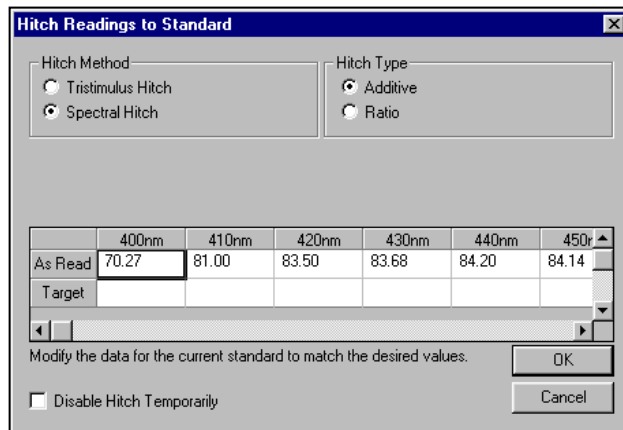 Hitch Readings to Standard
Hitch Method
Tristimulus Hitch
Spectral Hitch
Hitch Type
Additive
Ratio
400nm 410nm 420nm 430nm 440nm 450r
As Read 70.27 81.00 83.50 83.68 84.20 84.14
Target
Modify the data for the current standard to match the desired values.
OK
Disable Hitch Temporarily
Cancel